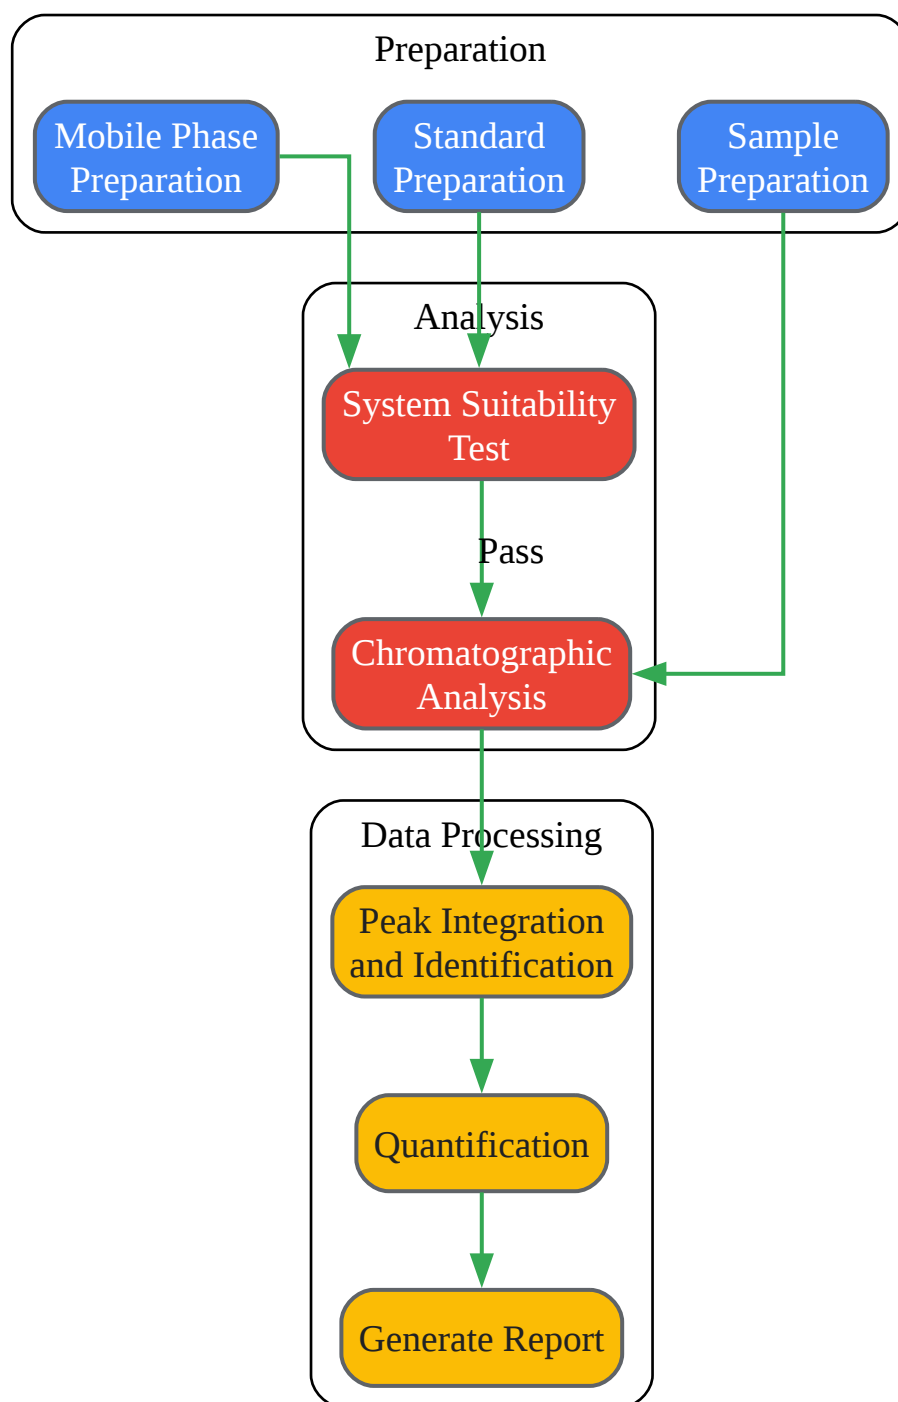 Preparation
Mobile Phase
Preparation
Standard
Preparation
Sample
Preparation
Analysis
System Suitability
Test
Pass
Chromatographic
Analysis
Data Processing
Peak Integration
and Identification
Quantification
Generate Report